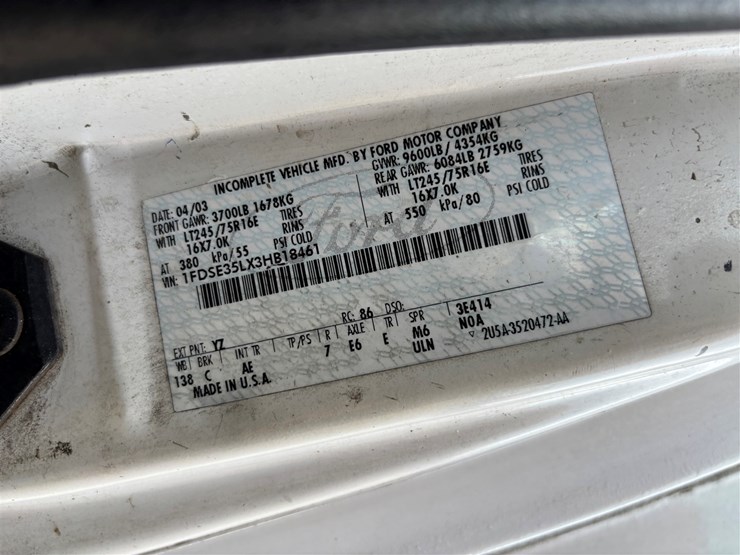 INCOMPLETE VEHICLE MFD. BY FORD MOTOR COMPANY
DATE: 04/03 GVWR: 9600LB / 4354KG
FRONT GAWR: 3700LB 1678KG REAR GAWR: 6084LB 2759KG
WITH LT245/75R16E TIRES WITH LT245/75R16E TIRES
16X7.0K RIMS 16X7.0K RIMS
AT 380 kPa/55 PSI COLD AT 550 kPa/80 PSI COLD
1FDSE35LX3HB18461
Ford
EXT PNT: YZ RC: 86 DSO: 3E414
WB BRK INT TR TP/PS R AXLE TR SPR N0A
138 C AE 7 E6 E M6 2U5A-3520472-AA
MADE IN U.S.A. ULN